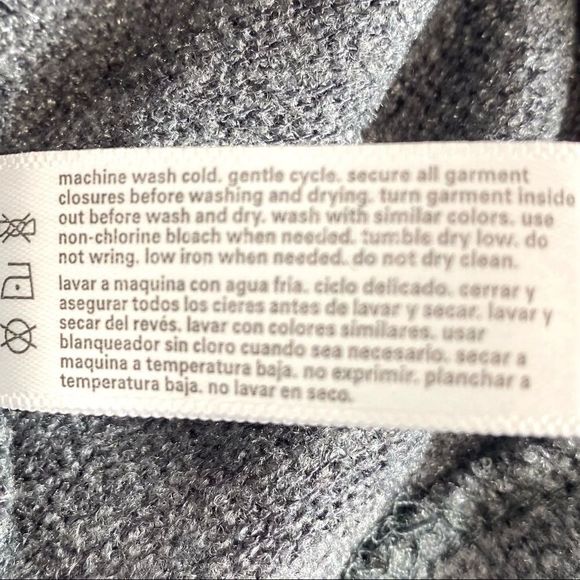 machine wash cold. gentle cycle. secure all garment
closures before washing and drying. turn garment inside
out before wash and dry. wash with similar colors. use
non-chlorine bleach when needed. tumble dry low. do
not wring. low iron when needed. do not dry clean.
lavar a maquina con agua fria. ciclo delicado. cerrar y
asegurar todos los cieres antes de lavar y secar. lavar y
secar del revés. lavar con colores similares. usar
blanqueador sin cloro cuando sea necesario. secar a
maquina a temperatura baja. no exprimir. planchar a
temperatura baja. no lavar en seco.